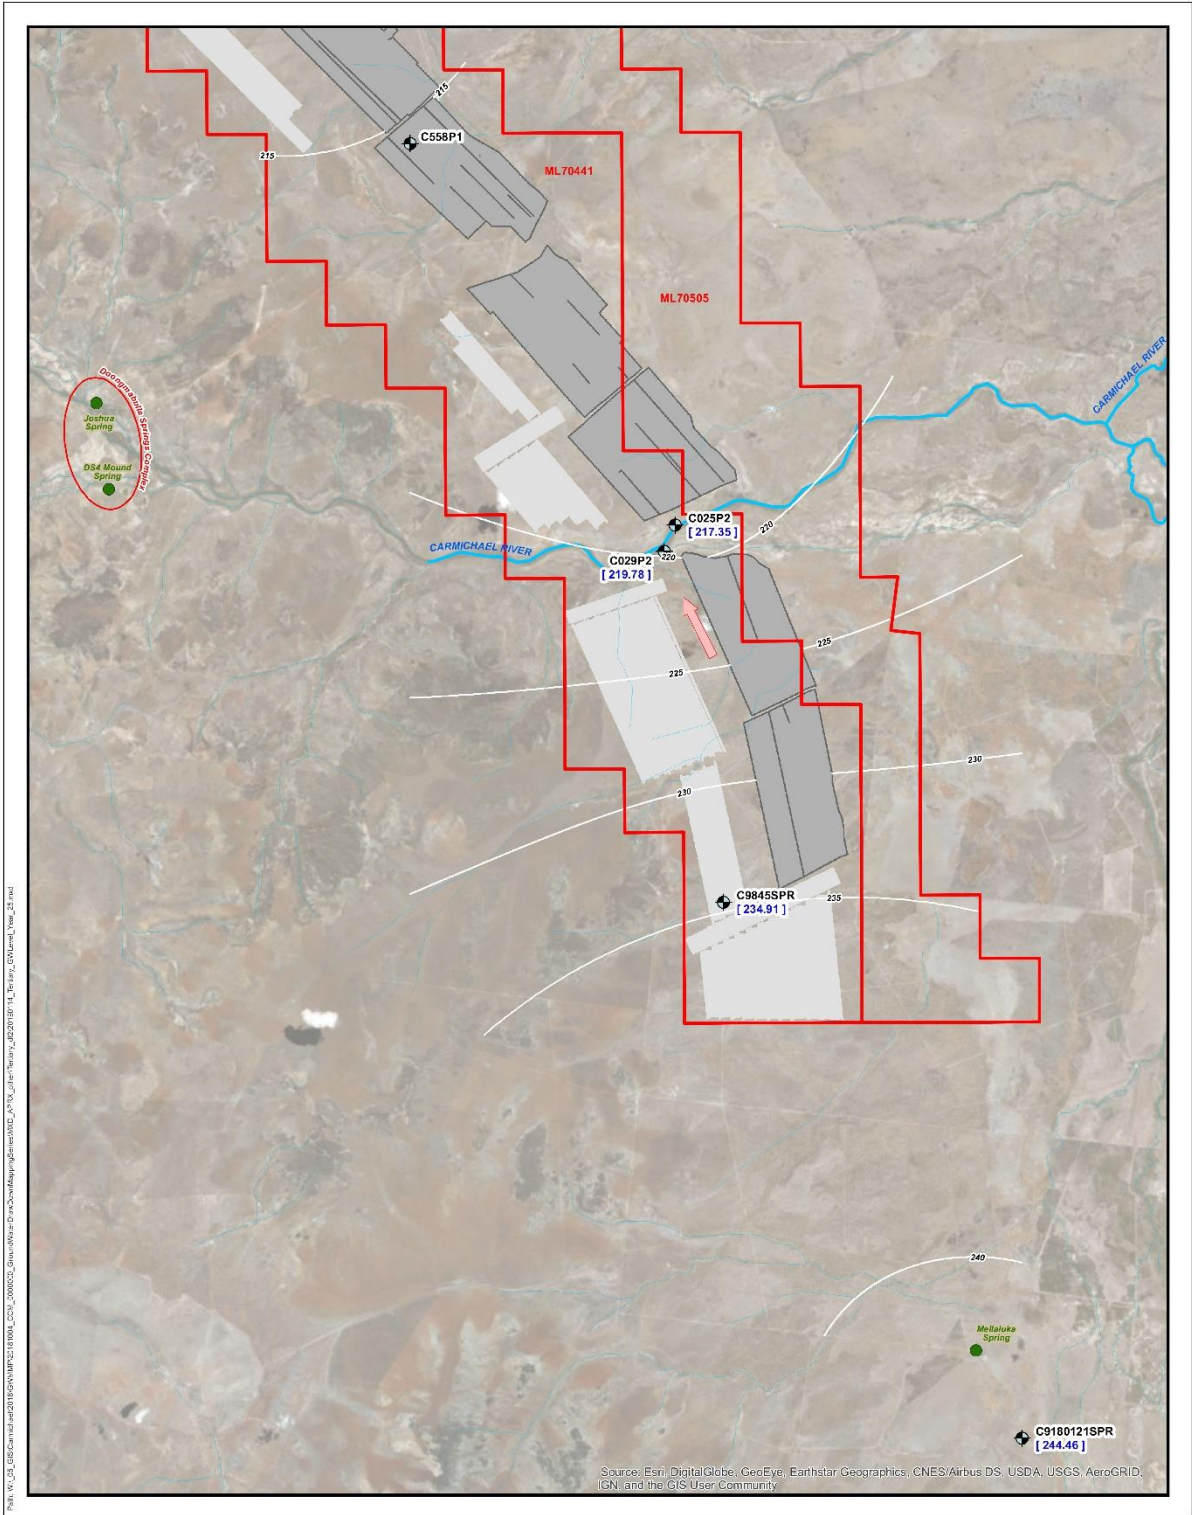 215
C558P1
215
ML70441
ML70505
CARMICHAEL RIVER
Doongmabulla Springs Complex
Joshua
Spring
DS4 Mound
Spring
C025P2
[ 217.35 ]
220
CARMICHAEL RIVER
C029P2
220
[ 219.78 ]
225
225
230
230
C9845SPR
235
[ 234.91 ]
240
Mellaluka
Spring
C9180121SPR
[ 244.46 ]
Source: Esri, DigitalGlobe, GeoEye, Earthstar Geographics, CNES/Airbus DS, USDA, USGS, AeroGRID,
IGN, and the GIS User Community